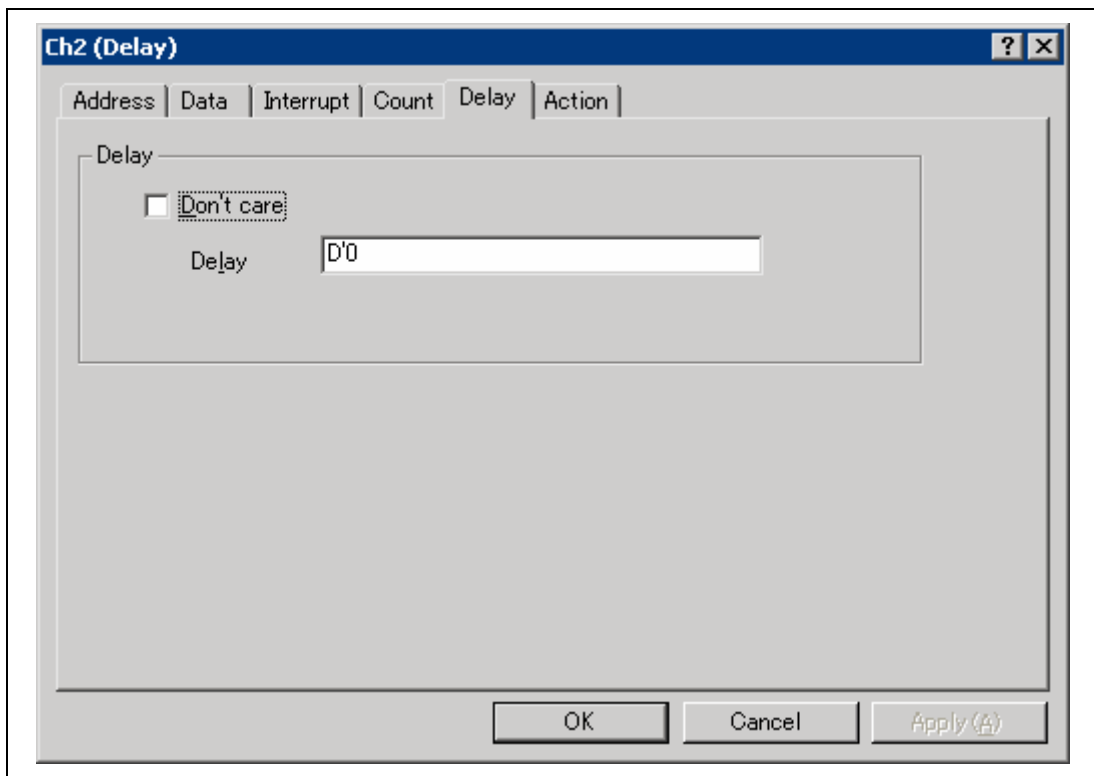 Ch2 (Delay)
Address Data Interrupt Count Delay Action
Delay
Don't care
Delay D'0
OK Cancel Apply(A)